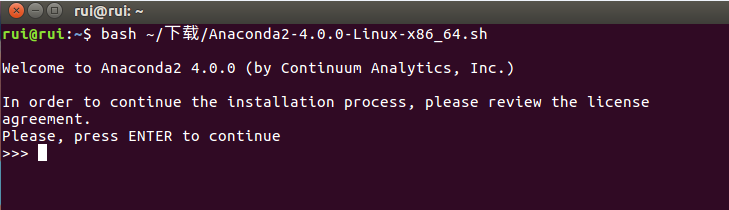 rui@rui: ~
rui@rui:~$ bash ~/下载/Anaconda2-4.0.0-Linux-x86_64.sh
Welcome to Anaconda2 4.0.0 (by Continuum Analytics, Inc.)
In order to continue the installation process, please review the license
agreement.
Please, press ENTER to continue
>>>